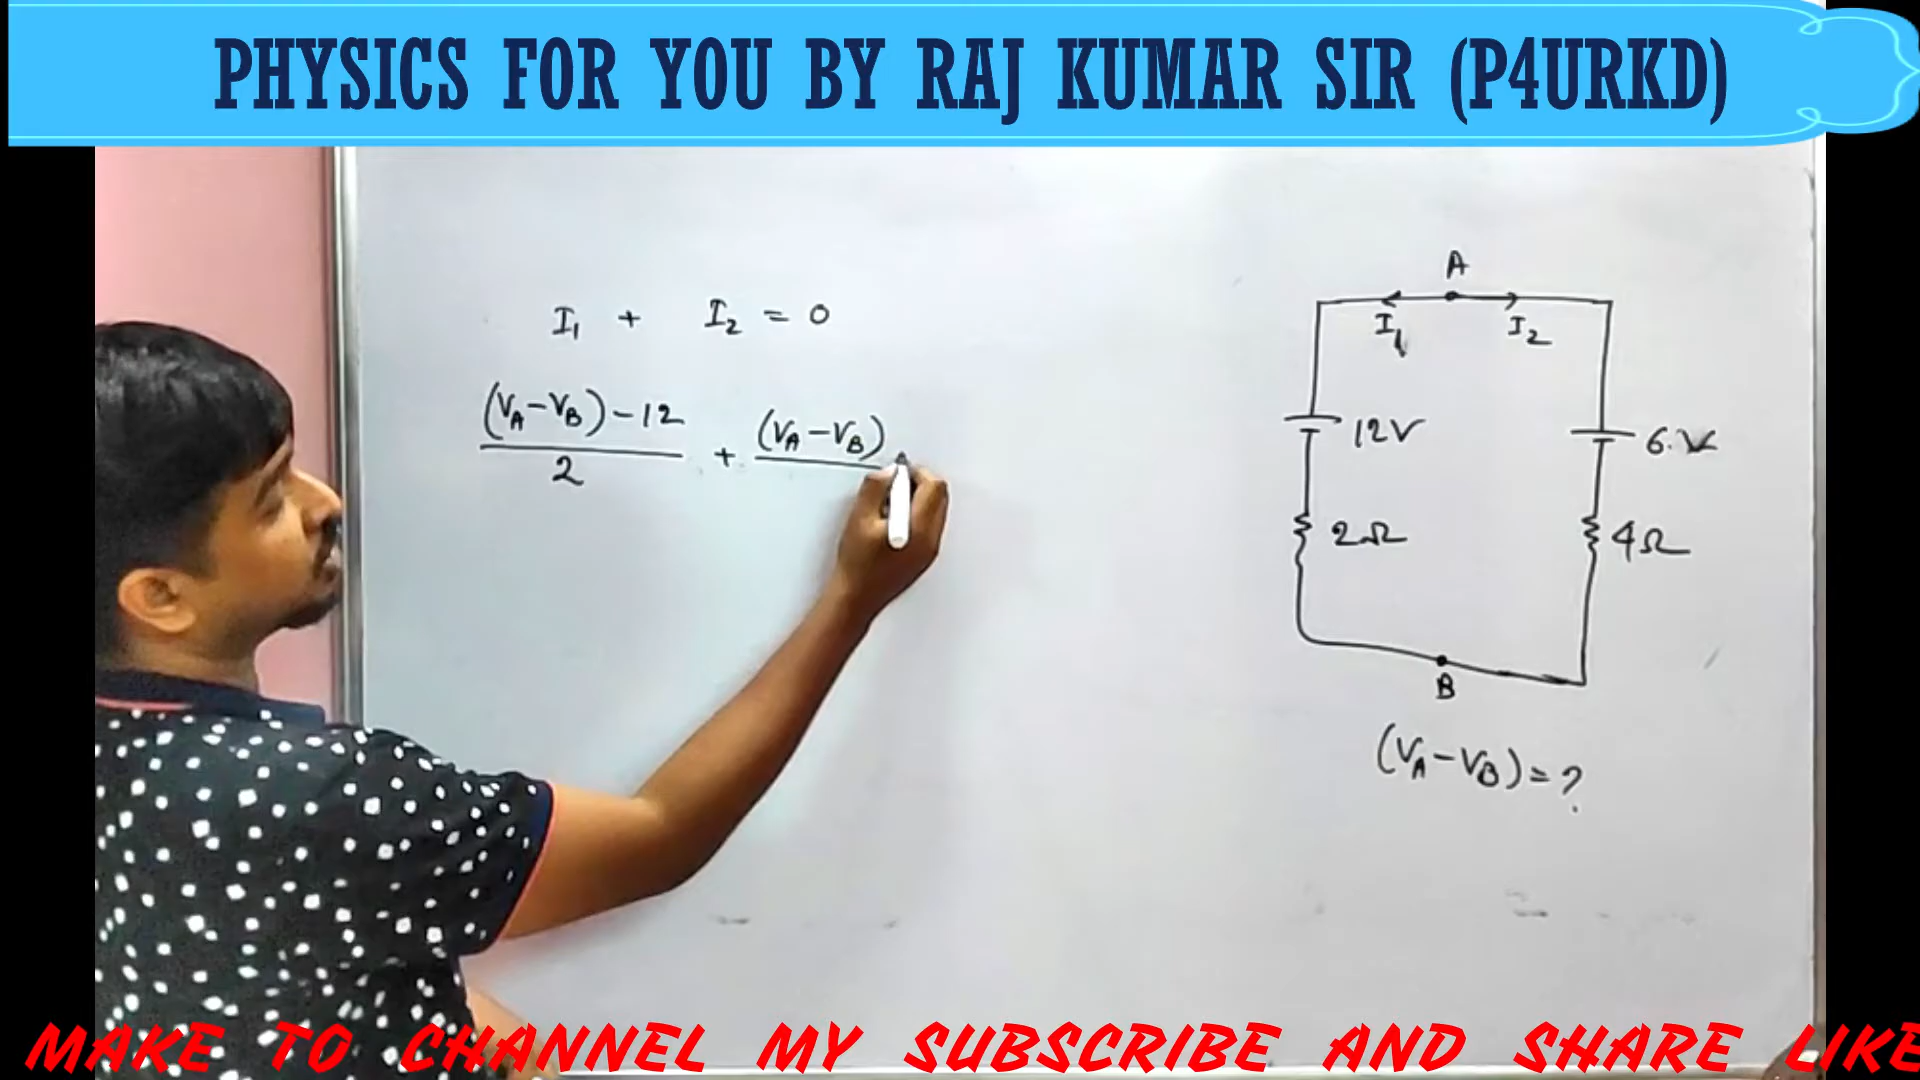 PHYSICS FOR YOU BY RAJ KUMAR SIR (P4URKD)
I₁ + I₂ = 0
(VA-VB)-12
2
+ (VA-VB)
A
I₁ I₂
12V
6V
2Ω
4Ω
B
(VA-VB)=?
MAKE TO CHANNEL MY SUBSCRIBE AND SHARE LIKE